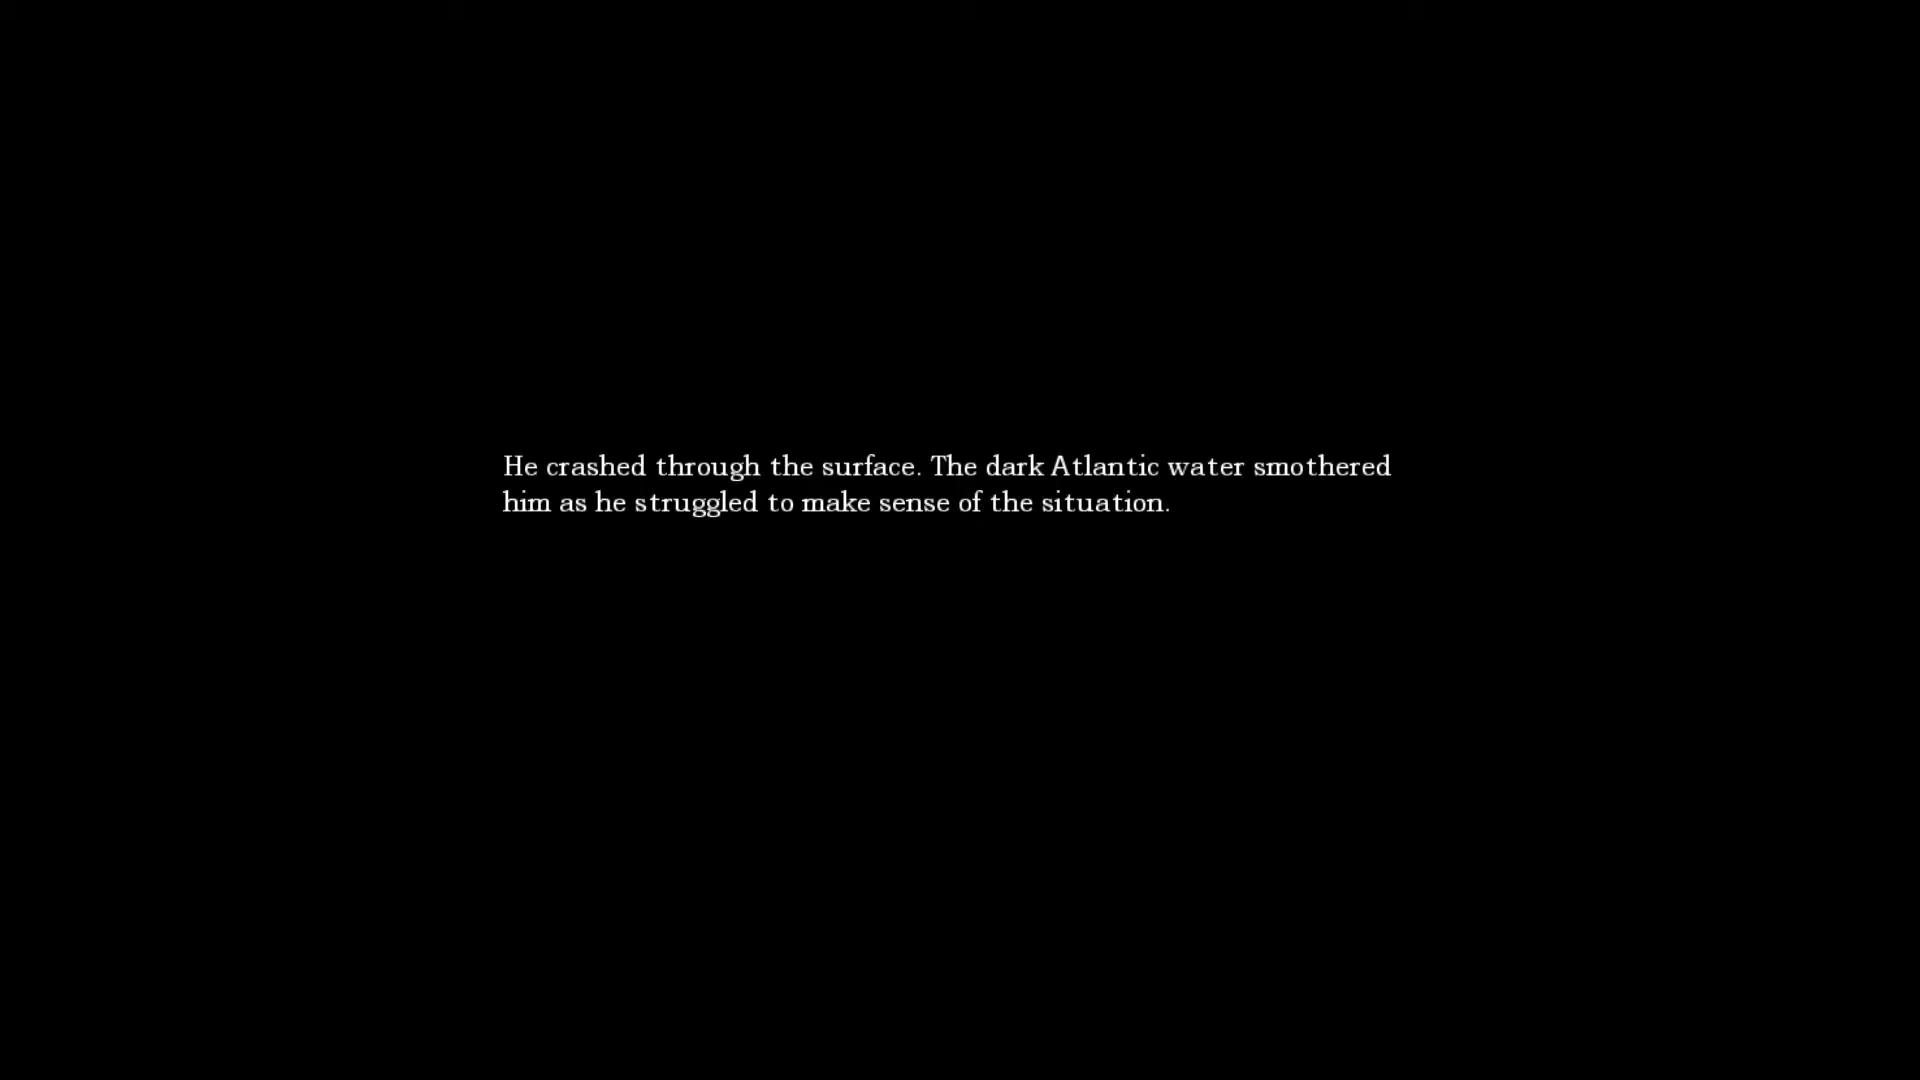 He crashed through the surface. The dark Atlantic water smothered
him as he struggled to make sense of the situation.